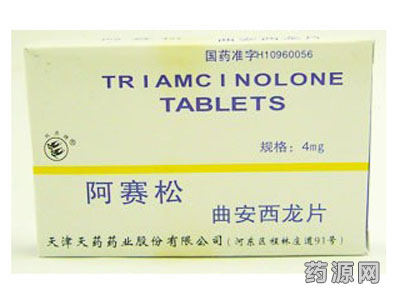 国药准字H10960056
TRIAMCINOLONE
TABLETS
规格: 4mg
阿赛松
曲安西龙片
天津天药药业股份有限公司(河东区程林庄道91号)
药源网